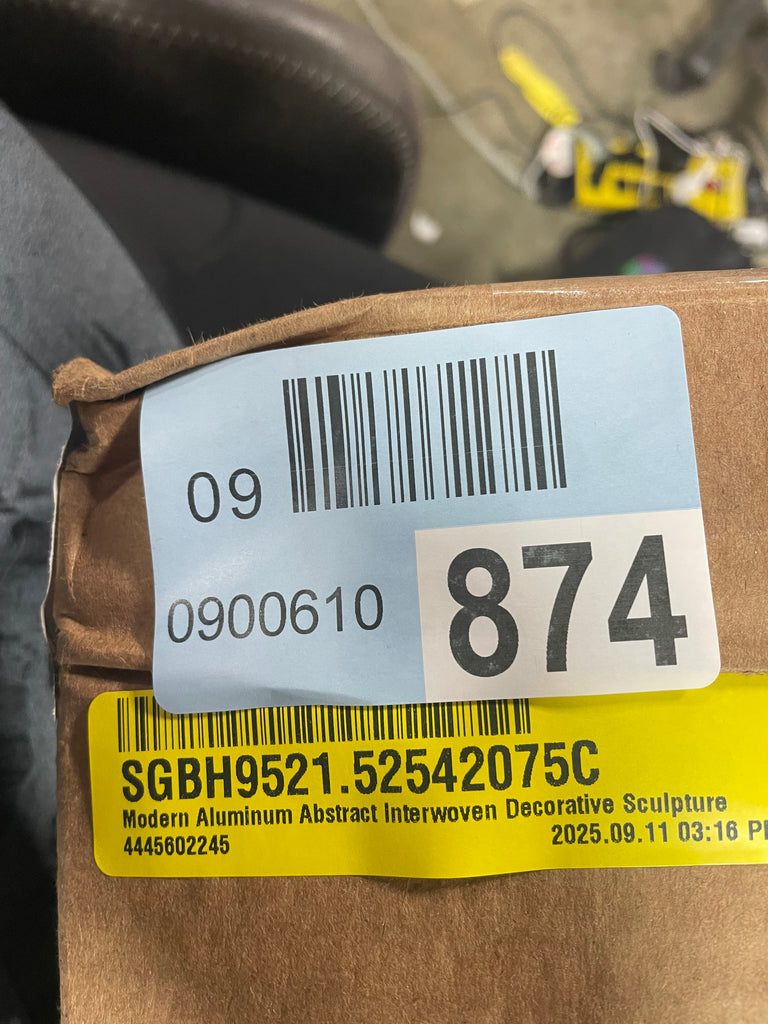 09
0900610
874
SGBH9521.52542075C
Modern Aluminum Abstract Interwoven Decorative Sculpture
4445602245
2025.09.11 03:16